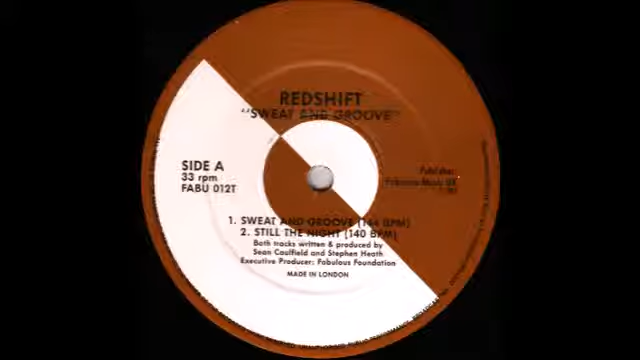 REDSHIFT
"SWEAT AND GROOVE"
SIDE A
33 rpm
FABU 012T
Publisher
1. SWEAT AND GROOVE (144 BPM)
2. STILL THE NIGHT (140 BPM)
Both tracks written & produced by
Sean Caulfield and Stephen Heath
Executive Producer: Fabulous Foundation
MADE IN LONDON